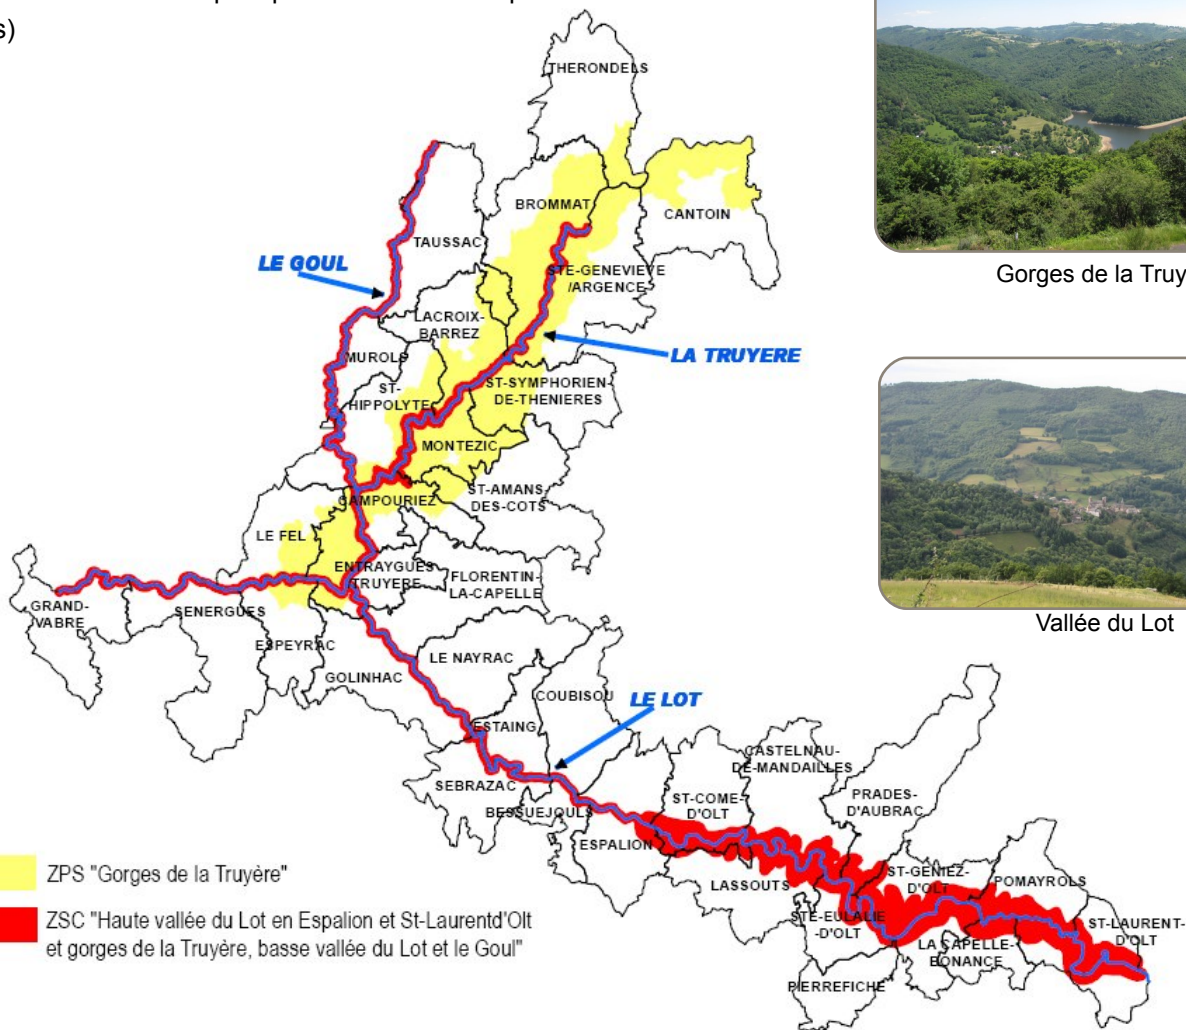 s)
THERONDELS
BROMMAT
CANTOIN
TAUSSAC
LE GOUL
STE-GENEVIEVE
/ARGENCE
Gorges de la Truy
LACROIX-
BARREZ
LA TRUYERE
MUROLS
ST-
HIPPOLYTE
ST-SYMPHORIEN
DE-THENIERES
MONTEZIC
CAMPOURIEZ
ST-AMANS
DES-COTS
LE FEL
ENTRAYGUES
TRUYERE
FLORENTIN-
LA-CAPELLE
GRAND-
VABRE
SENERGUES
Vallée du Lot
ESPEYRAC
LE NAYRAC
GOLINHAC
COUBISOU
LE LOT
ESTAING
CASTELNAU-
DE-MANDAILLES
SEBRAZAC
ST-COME-
D'OLT
PRADES-
D'AUBRAC
BESSUEJOULS
ESPALION
LASSOUTS
ST-GENIEZ-
D'OLT
POMAYROLS
ZPS "Gorges de la Truyère"
STE-EULALIE
-D'OLT
ST-LAURENT-
D'OLT
ZSC "Haute vallée du Lot en Espalion et St-Laurentd'Olt
et gorges de la Truyère, basse vallée du Lot et le Goul"
LA CAPELLE-
BONANCE
PIERREFICHE